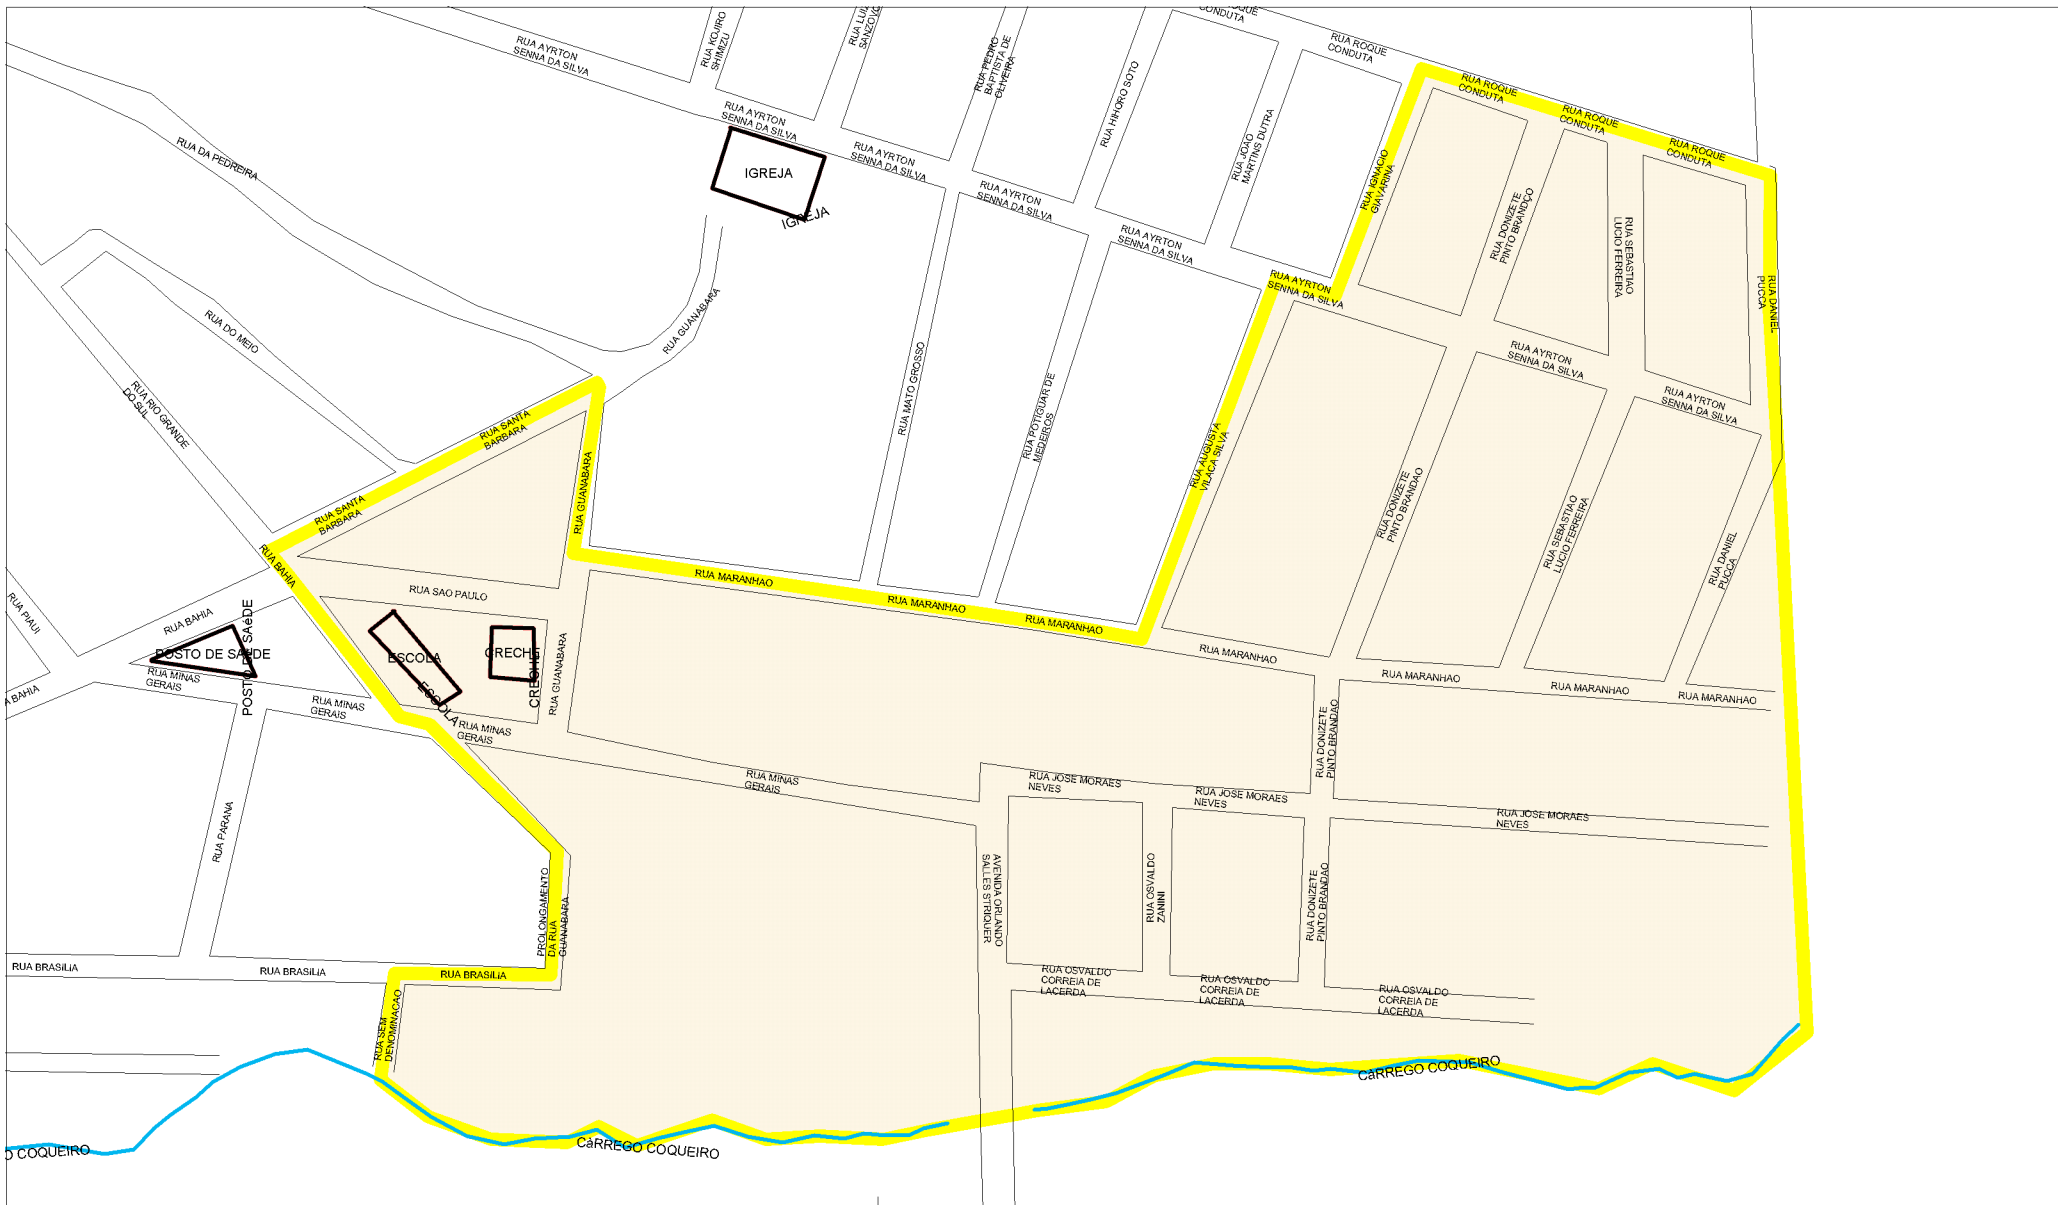 RUA AYRTON
SENNA DA SILVA
RUA KOJIRO
SHIMIZU
RUA LUIZ
RUA PEDRO
BAPTISTA DE
OLIVEIRA
RUA HIHORO SOTO
CONDUTA
RUA ROQUE
CONDUTA
RUA ROQUE
CONDUTA
RUA ROQUE
CONDUTA
RUA ROQUE
CONDUTA
RUA DA PEDREIRA
RUA AYRTON
SENNA DA SILVA
IGREJA
IGREJA
RUA AYRTON
SENNA DA SILVA
RUA AYRTON
SENNA DA SILVA
RUA JOAO
MARTINS DUTRA
RUA AYRTON
SENNA DA SILVA
RUA IGNACIO
GIAVARINA
RUA DONIZETE
PINTO BRANDÇO
RUA SEBASTIAO
LUCIO FERREIRA
RUA DANIEL
PUCCA
RUA AYRTON
SENNA DA SILVA
RUA AYRTON
SENNA DA SILVA
RUA AYRTON
SENNA DA SILVA
RUA DO MEIO
RUA GUANABARA
RUA MATO GROSSO
RUA POTIGUAR DE
MEDEIROS
RUA AUGUSTA
VILACA SILVA
RUA RIO GRANDE
DO SUL
RUA SANTA
BARBARA
RUA SANTA
BARBARA
RUA GUANABARA
RUA DONIZETE
PINTO BRANDAO
RUA SEBASTIAO
LUCIO FERREIRA
RUA DANIEL
PUCCA
RUA BAHIA
RUA MARANHAO
RUA MARANHAO
RUA MARANHAO
RUA MARANHAO
RUA MARANHAO
RUA MARANHAO
RUA MARANHAO
RUA SAO PAULO
RUA PIAUI
RUA BAHIA
POSTO DE SAéDE
POSTO DE SAéDE
ESCOLA
ESCOLA
CRECHE
CRECHE
RUA GUANABARA
RUA MINAS
GERAIS
RUA MINAS
GERAIS
RUA MINAS
GERAIS
RUA MINAS
GERAIS
A BAHIA
RUA DONIZETE
PINTO BRANDAO
RUA JOSE MORAES
NEVES
RUA JOSE MORAES
NEVES
RUA JOSE MORAES
NEVES
RUA PARANA
PROLONGAMENTO
DA RUA
GUANABARA
AVENIDA ORLANDO
SALLES STRIQUER
RUA OSVALDO
ZANINI
RUA DONIZETE
PINTO BRANDAO
RUA BRASILIA
RUA BRASILIA
RUA BRASILIA
RUA OSVALDO
CORREIA DE
LACERDA
RUA OSVALDO
CORREIA DE
LACERDA
RUA OSVALDO
CORREIA DE
LACERDA
RUA SEM
DENOMINACAO
CàRREGO COQUEIRO
CàRREGO COQUEIRO
O COQUEIRO